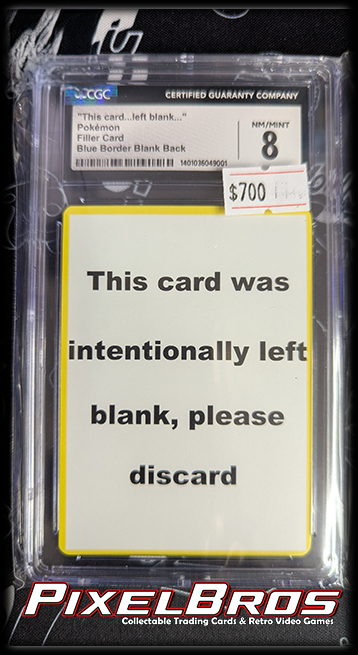 CGC
CERTIFIED GUARANTY COMPANY
"This card...left blank..."
Pokémon
Filler Card
Blue Border Blank Back
NM/MINT
8
1401036049001
$700
This card was
intentionally left
blank, please
discard
PIXELBROS
Collectable Trading Cards & Retro Video Games